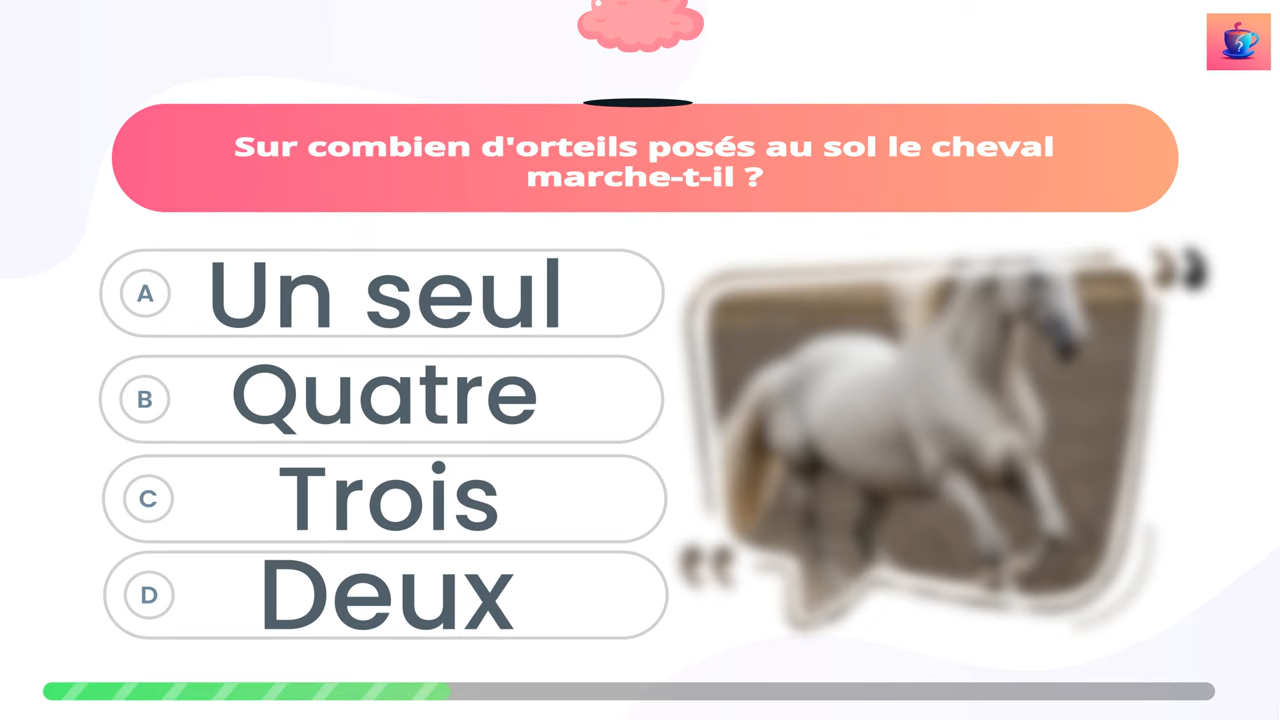 Sur combien d'orteils posés au sol le cheval
marche-t-il ?
A Un seul
B Quatre
C Trois
D Deux